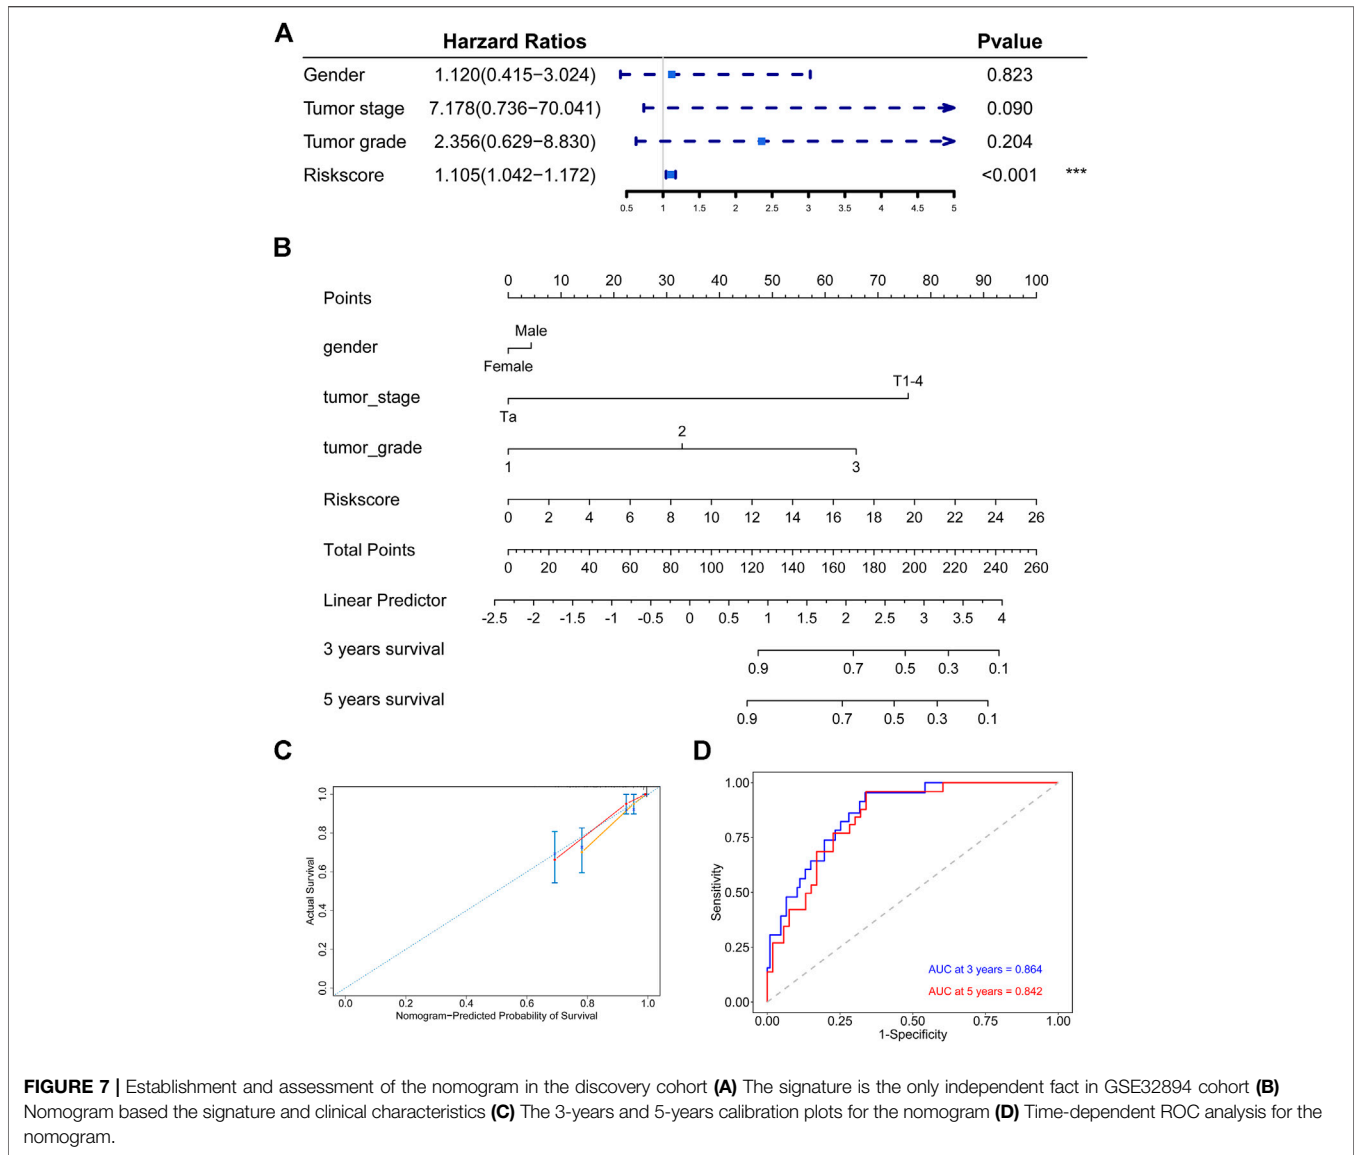 A
Harzard Ratios Pvalue
Gender 1.120(0.415−3.024) 0.823
Tumor stage 7.178(0.736−70.041) 0.090
Tumor grade 2.356(0.629−8.830) 0.204
Riskscore 1.105(1.042−1.172) <0.001 ***
0.5 1 1.5 2 2.5 3 3.5 4 4.5 5
B
0 10 20 30 40 50 60 70 80 90 100
Points
Male
gender
Female
T1-4
tumor_stage
Ta
2
tumor_grade
1 3
Riskscore
0 2 4 6 8 10 12 14 16 18 20 22 24 26
Total Points
0 20 40 60 80 100 120 140 160 180 200 220 240 260
Linear Predictor
-2.5 -2 -1.5 -1 -0.5 0 0.5 1 1.5 2 2.5 3 3.5 4
3 years survival
0.9 0.7 0.5 0.3 0.1
5 years survival
0.9 0.7 0.5 0.3 0.1
C
Actual Survival
1.0
0.8
0.6
0.4
0.2
0.0
0.0 0.2 0.4 0.6 0.8 1.0
Nomogram−Predicted Probability of Survival
D
Sensitivity
1.00
0.75
0.50
0.25
0.00
AUC at 3 years = 0.864
AUC at 5 years = 0.842
0.00 0.25 0.50 0.75 1.00
1-Specificity
FIGURE 7 | Establishment and assessment of the nomogram in the discovery cohort (A) The signature is the only independent fact in GSE32894 cohort (B)
Nomogram based the signature and clinical characteristics (C) The 3-years and 5-years calibration plots for the nomogram (D) Time-dependent ROC analysis for the
nomogram.